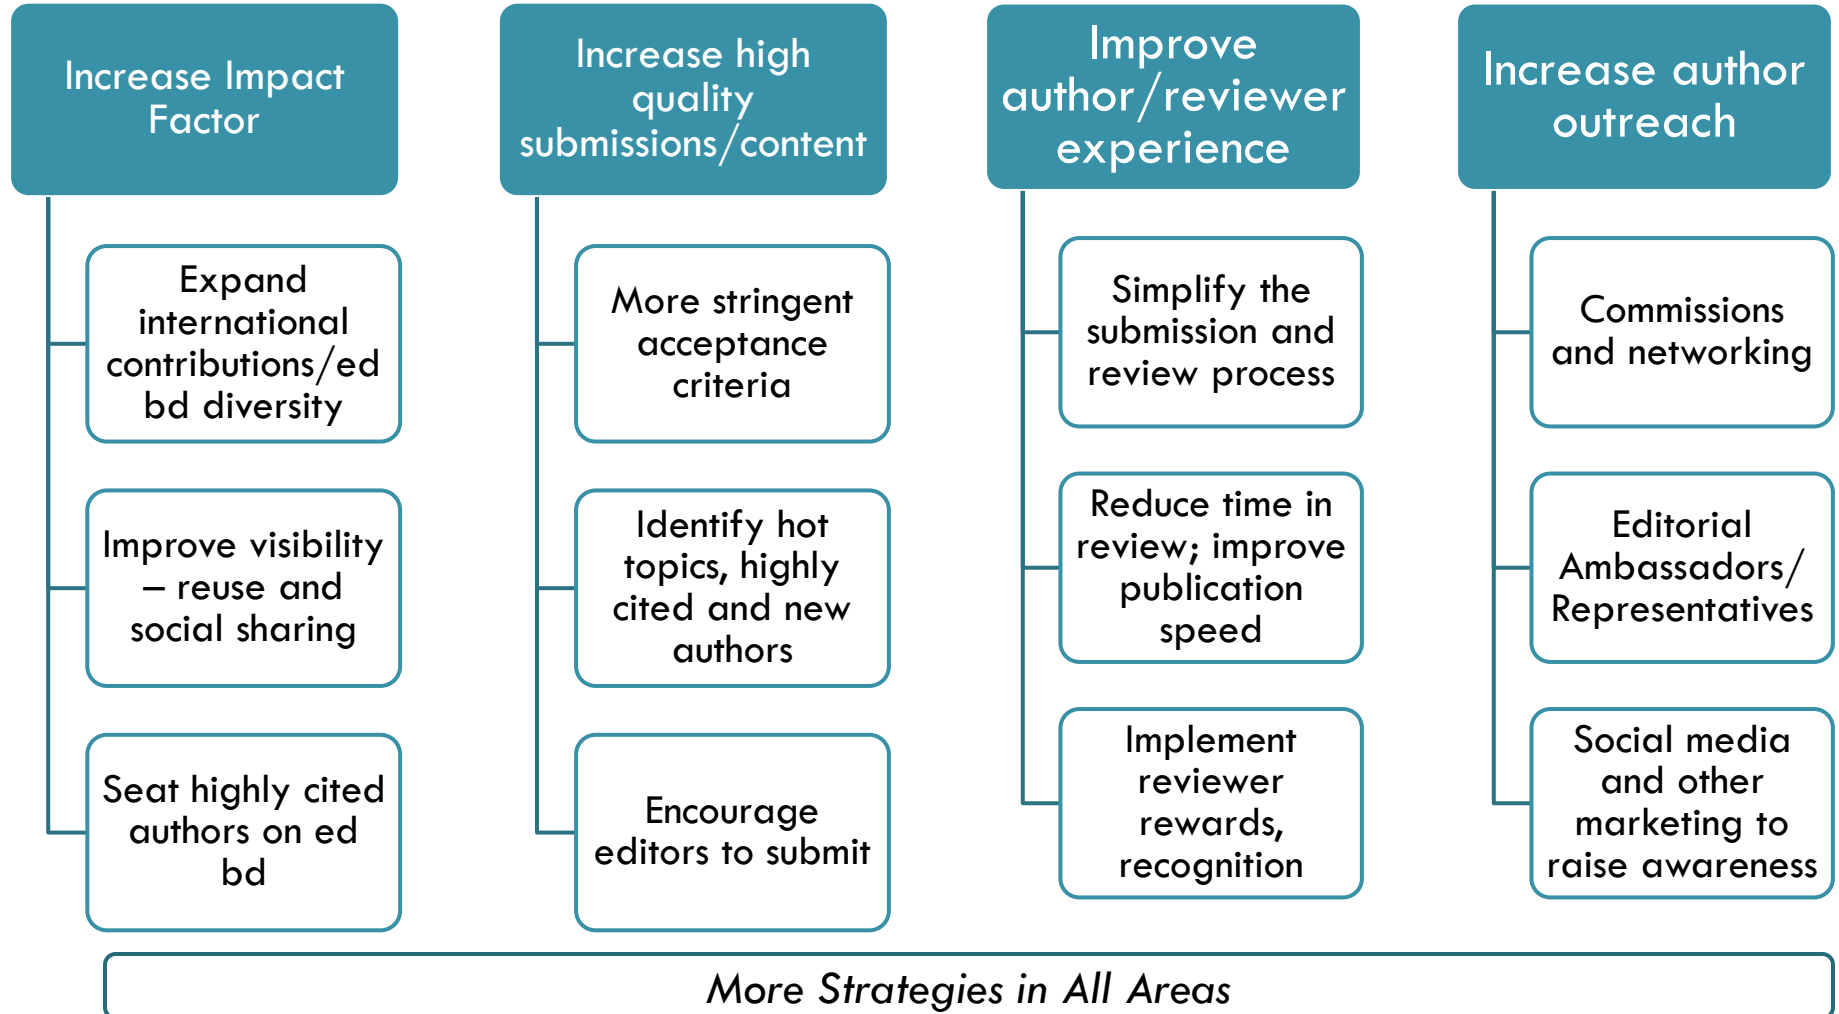 Increase Impact
Factor
Expand
international
contributions/ed
bd diversity
Improve visibility
– reuse and
social sharing
Seat highly cited
authors on ed
bd
Increase high
quality
submissions/content
More stringent
acceptance
criteria
Identify hot
topics, highly
cited and new
authors
Encourage
editors to submit
Improve
author/reviewer
experience
Simplify the
submission and
review process
Reduce time in
review; improve
publication
speed
Implement
reviewer
rewards,
recognition
Increase author
outreach
Commissions
and networking
Editorial
Ambassadors/
Representatives
Social media
and other
marketing to
raise awareness
More Strategies in All Areas